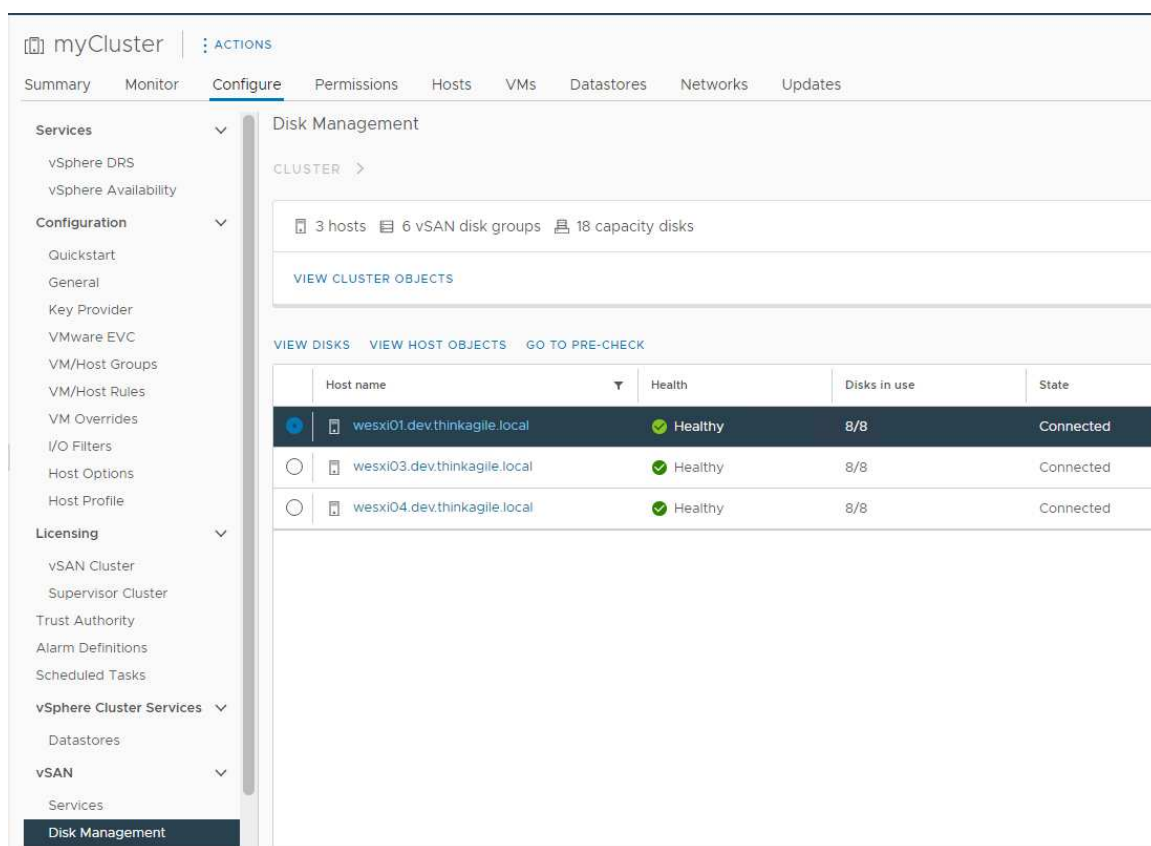 myCluster ACTIONS
Summary Monitor Configure Permissions Hosts VMs Datastores Networks Updates
Services
vSphere DRS
vSphere Availability
Configuration
Quickstart
General
Key Provider
VMware EVC
VM/Host Groups
VM/Host Rules
VM Overrides
I/O Filters
Host Options
Host Profile
Licensing
vSAN Cluster
Supervisor Cluster
Trust Authority
Alarm Definitions
Scheduled Tasks
vSphere Cluster Services
Datastores
vSAN
Services
Disk Management
Disk Management
CLUSTER >
3 hosts 6 vSAN disk groups 18 capacity disks
VIEW CLUSTER OBJECTS
VIEW DISKS VIEW HOST OBJECTS GO TO PRE-CHECK
Host name Health Disks in use State
wesxi01.dev.thinkagile.local Healthy 8/8 Connected
wesxi03.dev.thinkagile.local Healthy 8/8 Connected
wesxi04.dev.thinkagile.local Healthy 8/8 Connected